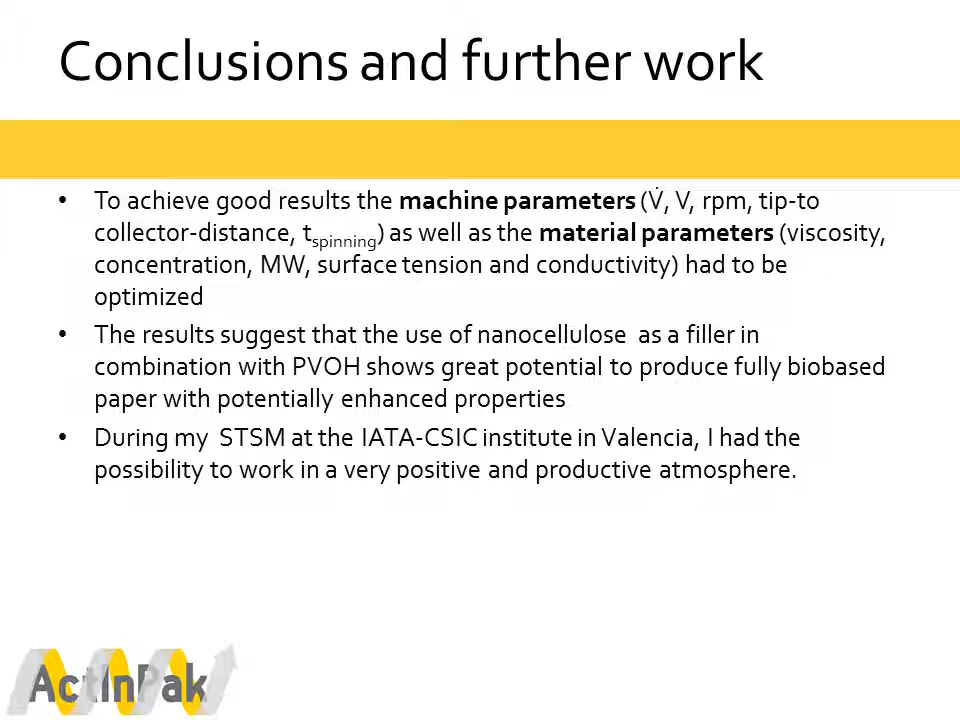 Conclusions and further work
• To achieve good results the machine parameters (V̇, V, rpm, tip-to
collector-distance, tspinning) as well as the material parameters (viscosity,
concentration, MW, surface tension and conductivity) had to be
optimized
• The results suggest that the use of nanocellulose as a filler in
combination with PVOH shows great potential to produce fully biobased
paper with potentially enhanced properties
• During my STSM at the IATA-CSIC institute in Valencia, I had the
possibility to work in a very positive and productive atmosphere.
ActInPak